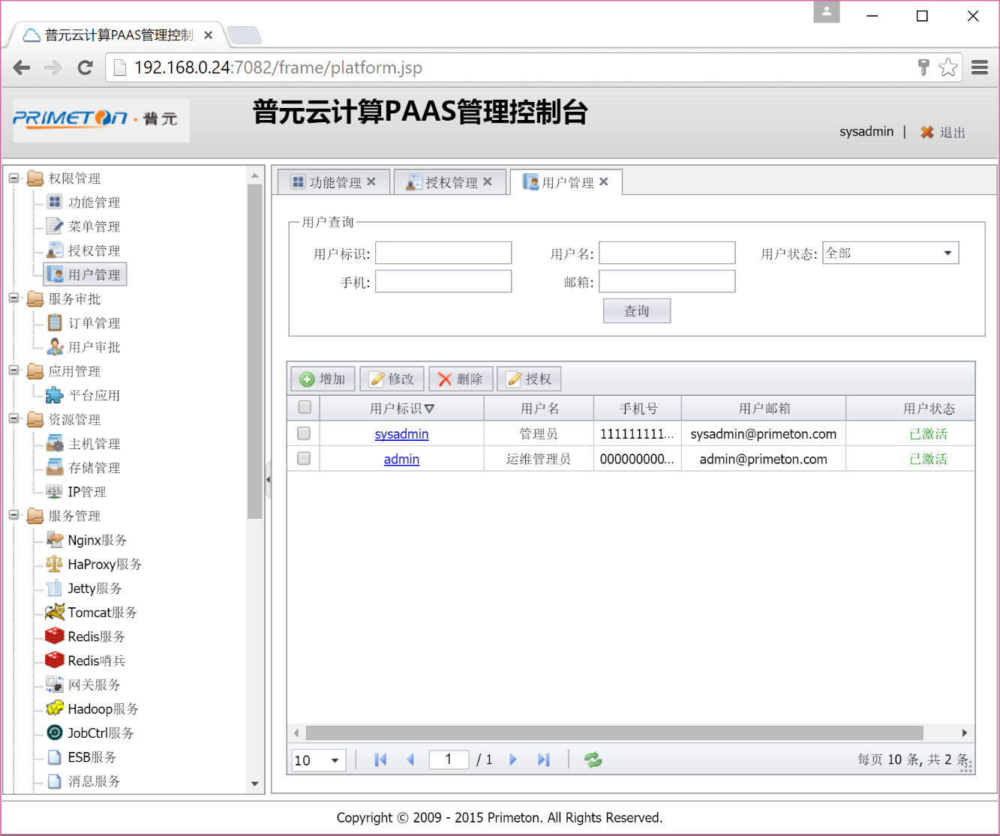 普元云计算PAAS管理控制
192.168.0.24:7082/frame/platform.jsp
PRIMETON·普元
普元云计算PAAS管理控制台
sysadmin | 退出
权限管理
功能管理
菜单管理
授权管理
用户管理
服务审批
订单管理
用户审批
应用管理
平台应用
资源管理
主机管理
存储管理
IP管理
服务管理
Nginx服务
HaProxy服务
Jetty服务
Tomcat服务
Redis服务
Redis哨兵
网关服务
Hadoop服务
JobCtrl服务
ESB服务
消息服务
功能管理 授权管理 用户管理
用户查询
用户标识: 用户名: 用户状态: 全部
手机: 邮箱:
查询
增加 修改 删除 授权
用户标识 用户名 手机号 用户邮箱 用户状态
sysadmin 管理员 111111111... sysadmin@primeton.com 已激活
admin 运维管理员 000000000... admin@primeton.com 已激活
10 1 / 1 每页 10 条, 共 2 条
Copyright © 2009 - 2015 Primeton. All Rights Reserved.